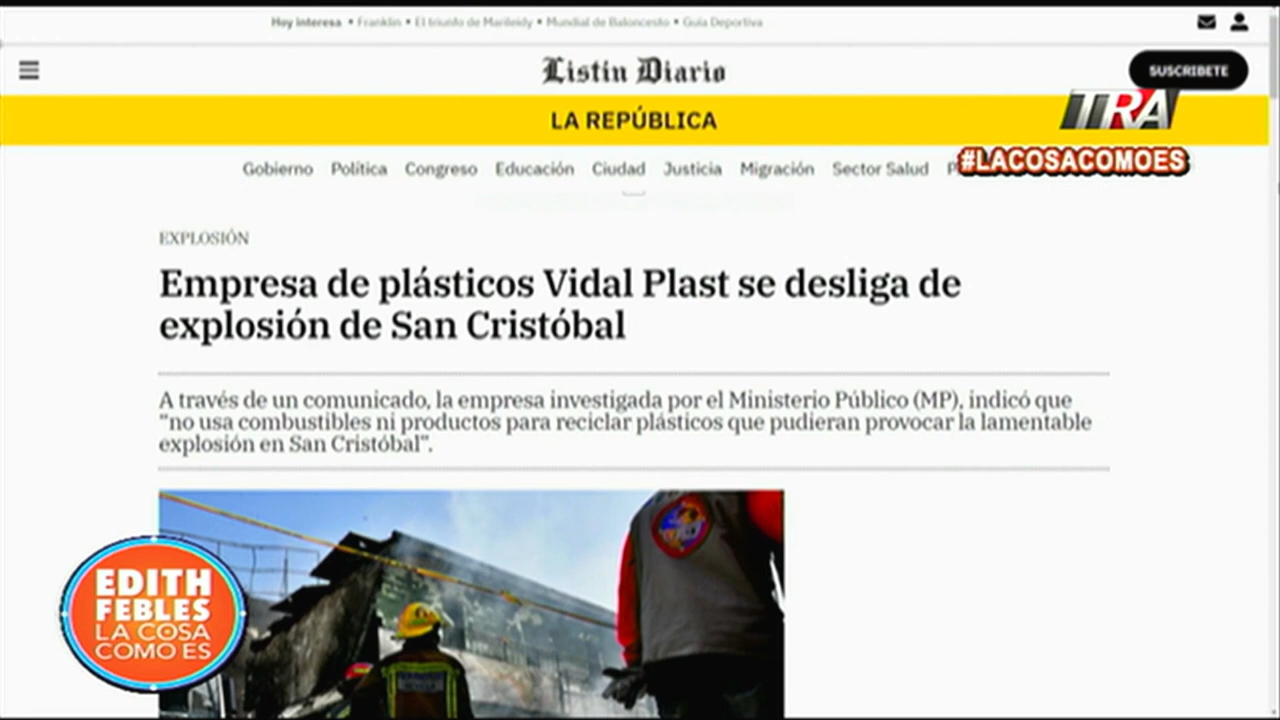 Hoy interesa • Franklin • El triunfo de Marileidy • Mundial de Baloncesto • Guía Deportiva
Listín Diario
SUSCRIBETE
LA REPÚBLICA
TRA
Gobierno Política Congreso Educación Ciudad Justicia Migración Sector Salud
#LACOSACOMOES
EXPLOSIÓN
Empresa de plásticos Vidal Plast se desliga de
explosión de San Cristóbal
A través de un comunicado, la empresa investigada por el Ministerio Público (MP), indicó que
"no usa combustibles ni productos para reciclar plásticos que pudieran provocar la lamentable
explosión en San Cristóbal".
EDITH
FEBLES
LA COSA
COMO ES